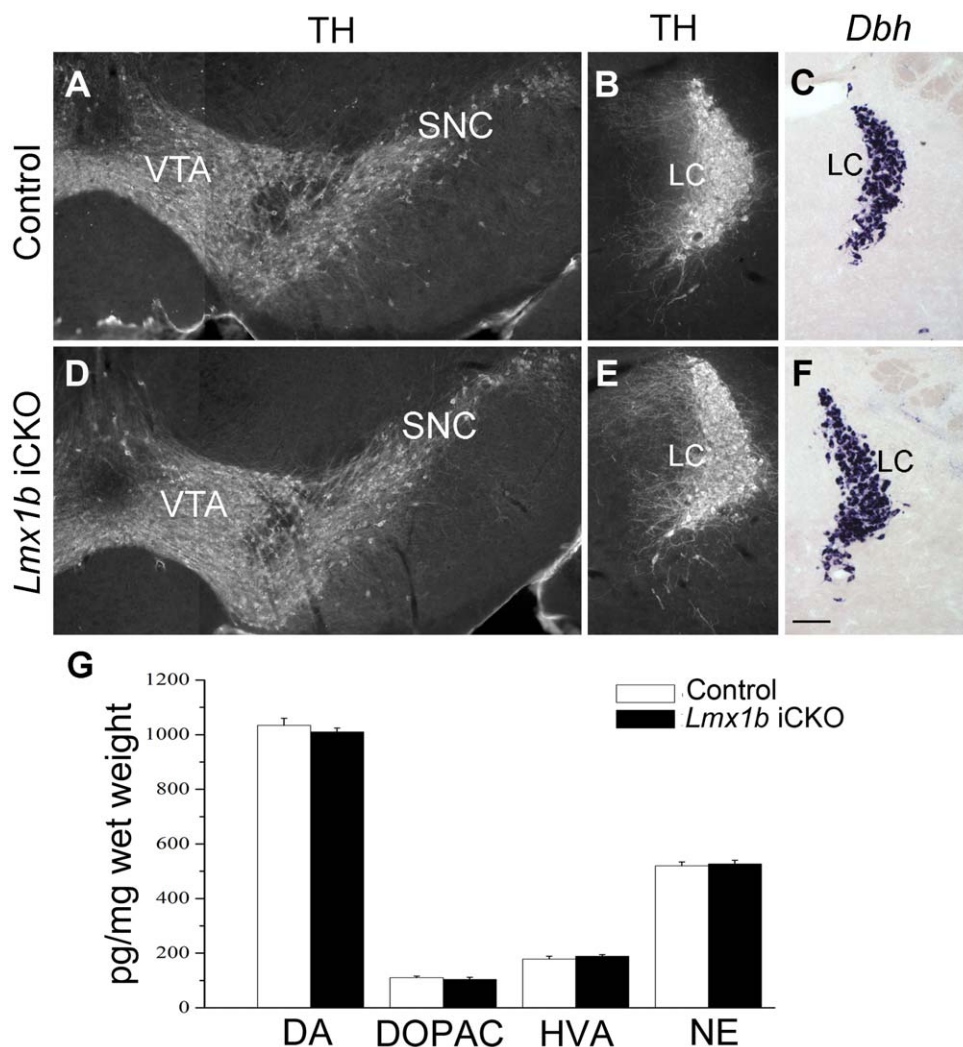 TH TH Dbh
Control
A VTA SNC
B LC
C LC
Lmx1b iCKO
D VTA SNC
E LC
F LC
G
pg/mg wet weight
1200
1000
800
600
400
200
0
Control
Lmx1b iCKO
DA DOPAC HVA NE